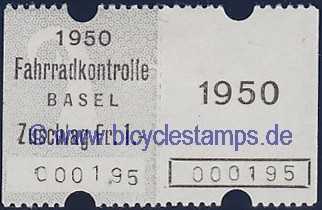 1950
Fahrradkontrolle
BASEL
Zuschlag Fr. 1.-
000195
1950
000195
© www.bicyclestamps.de